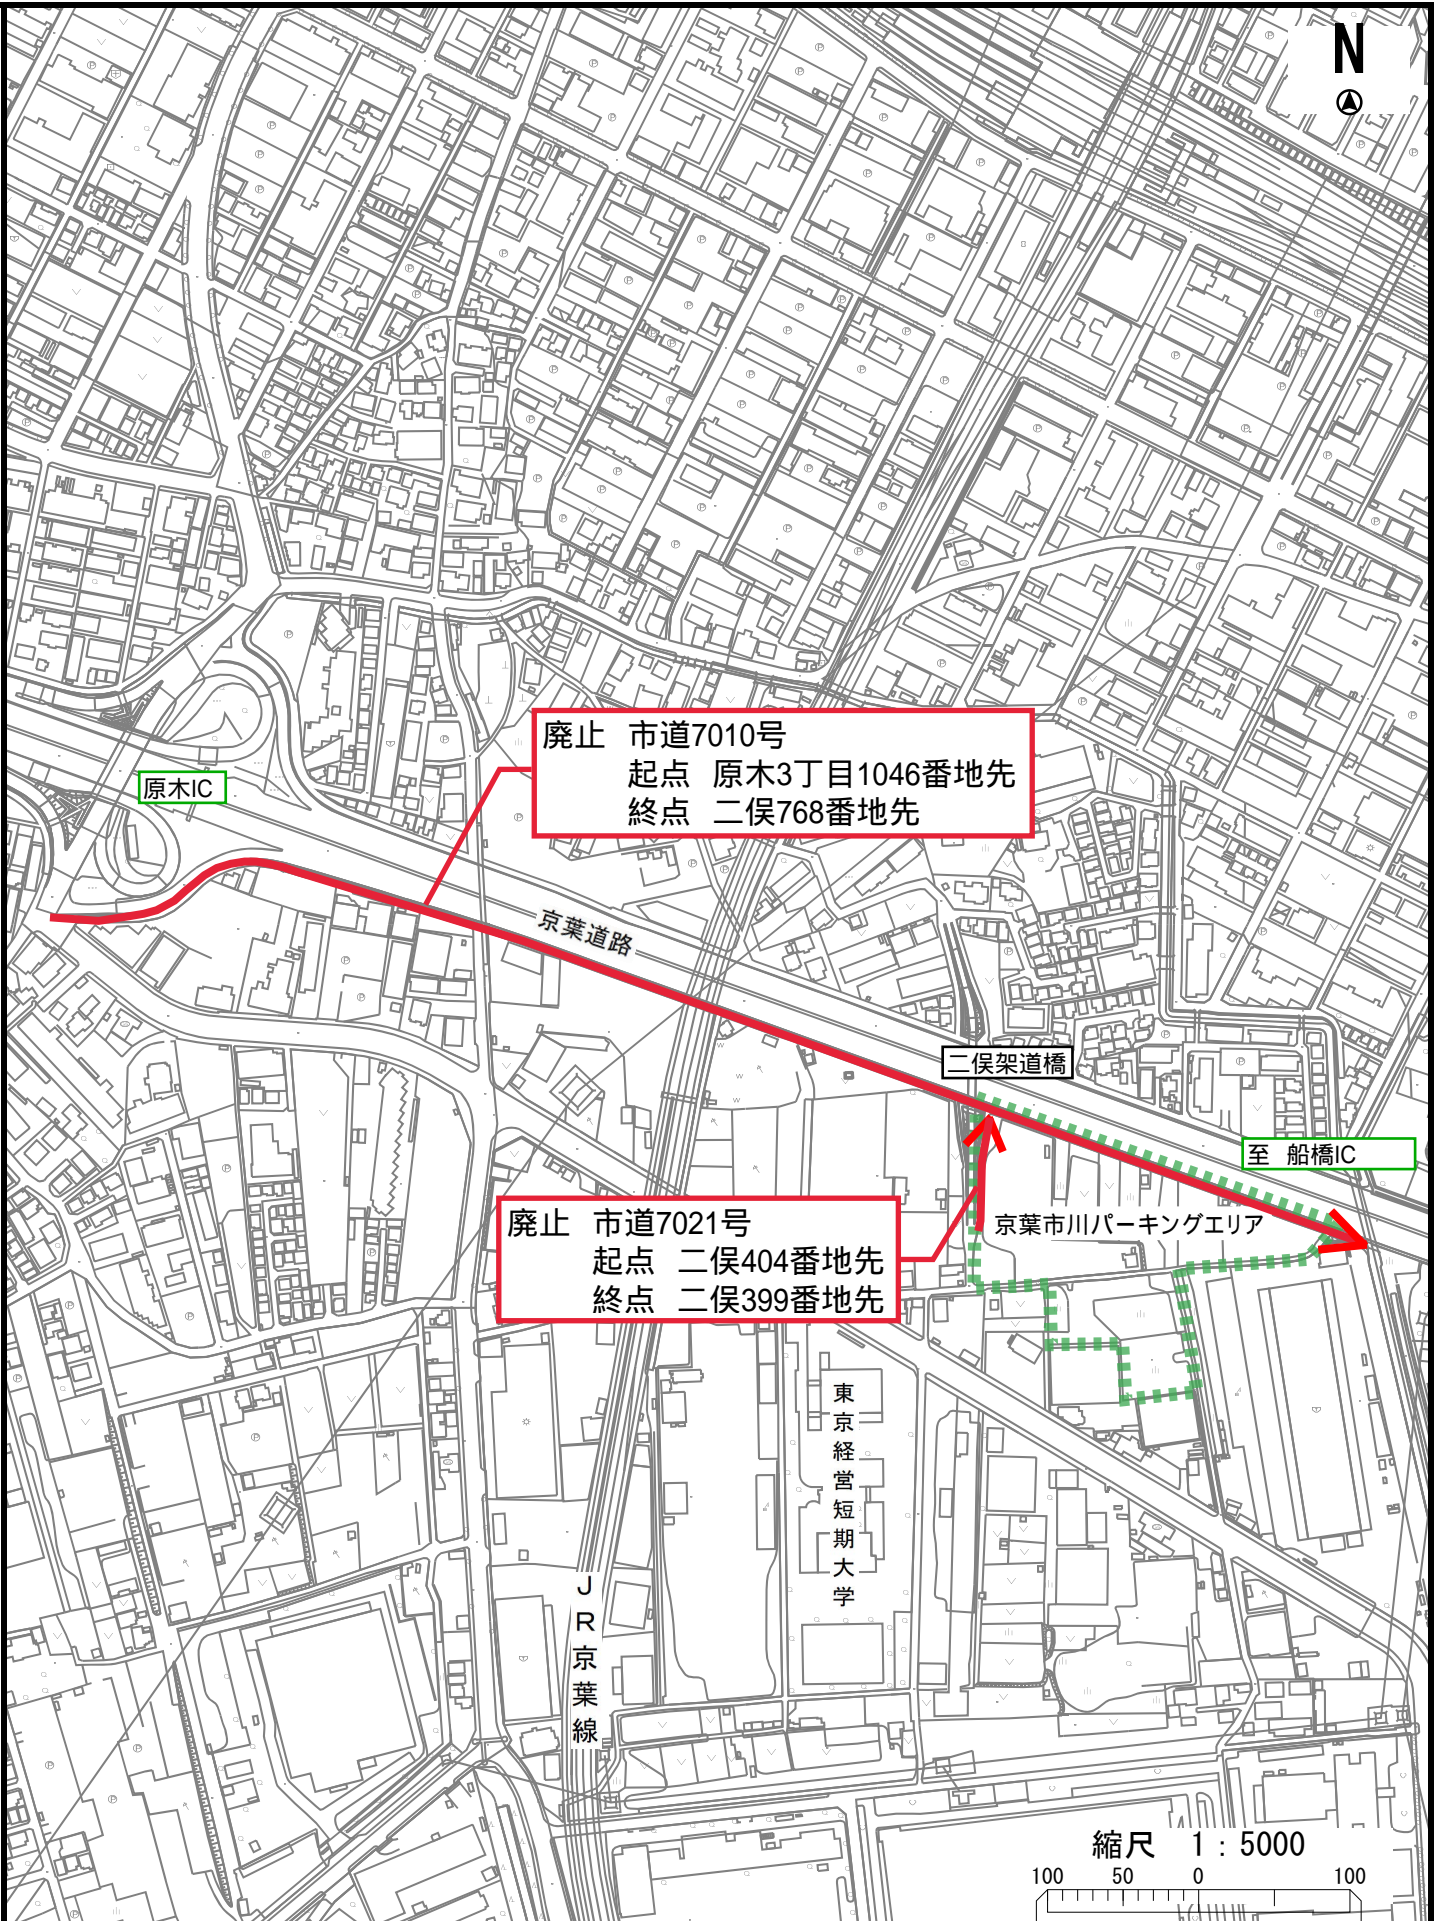 N
廃止 市道7010号
起点 原木3丁目1046番地先
終点 二俣768番地先
原木IC
京葉道路
二俣架道橋
至 船橋IC
廃止 市道7021号
起点 二俣404番地先
終点 二俣399番地先
京葉市川パーキングエリア
東京経営短期大学
JR京葉線
縮尺 1：5000
100 50 0 100